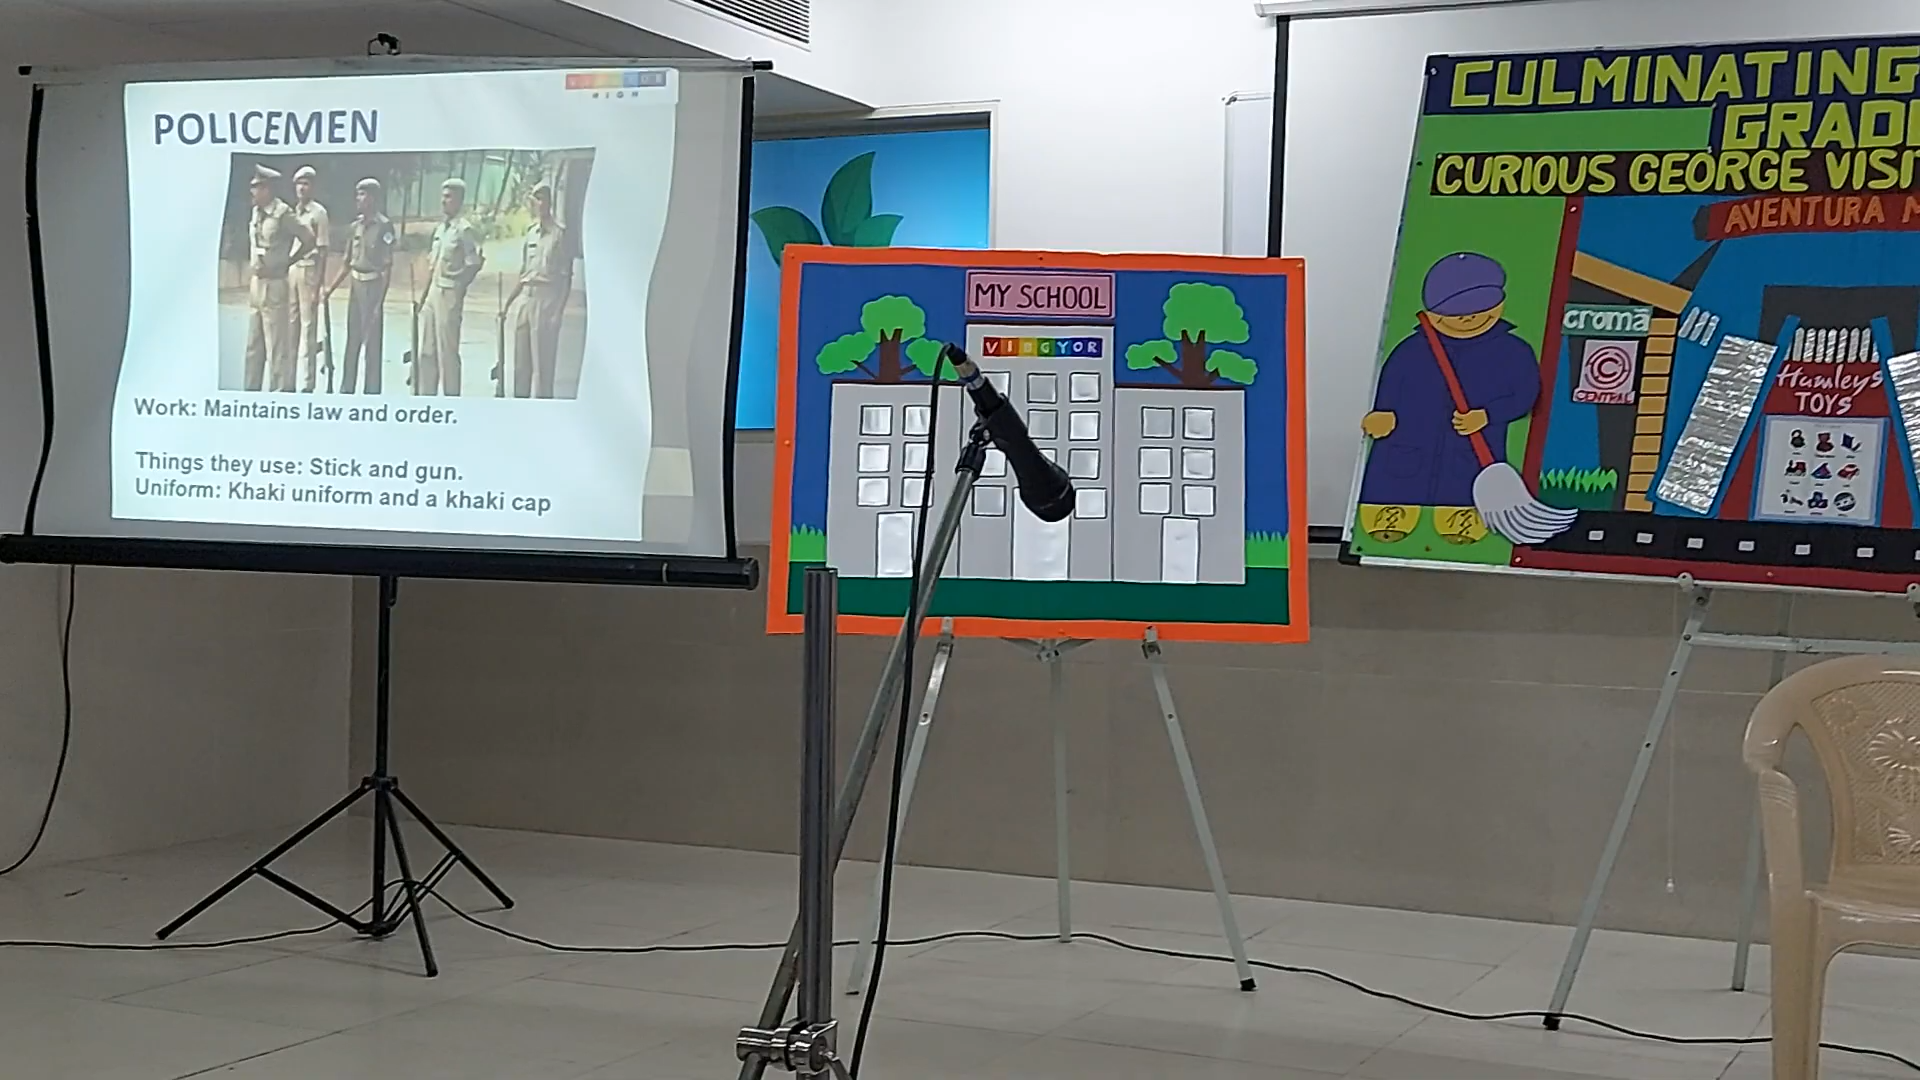 POLICEMEN
Work: Maintains law and order.
Things they use: Stick and gun.
Uniform: Khaki uniform and a khaki cap
MY SCHOOL
VIBGYOR
CULMINATING
GRAD
CURIOUS GEORGE VISIT
AVENTURA M
croma
CENTRAL
Hamleys
TOYS